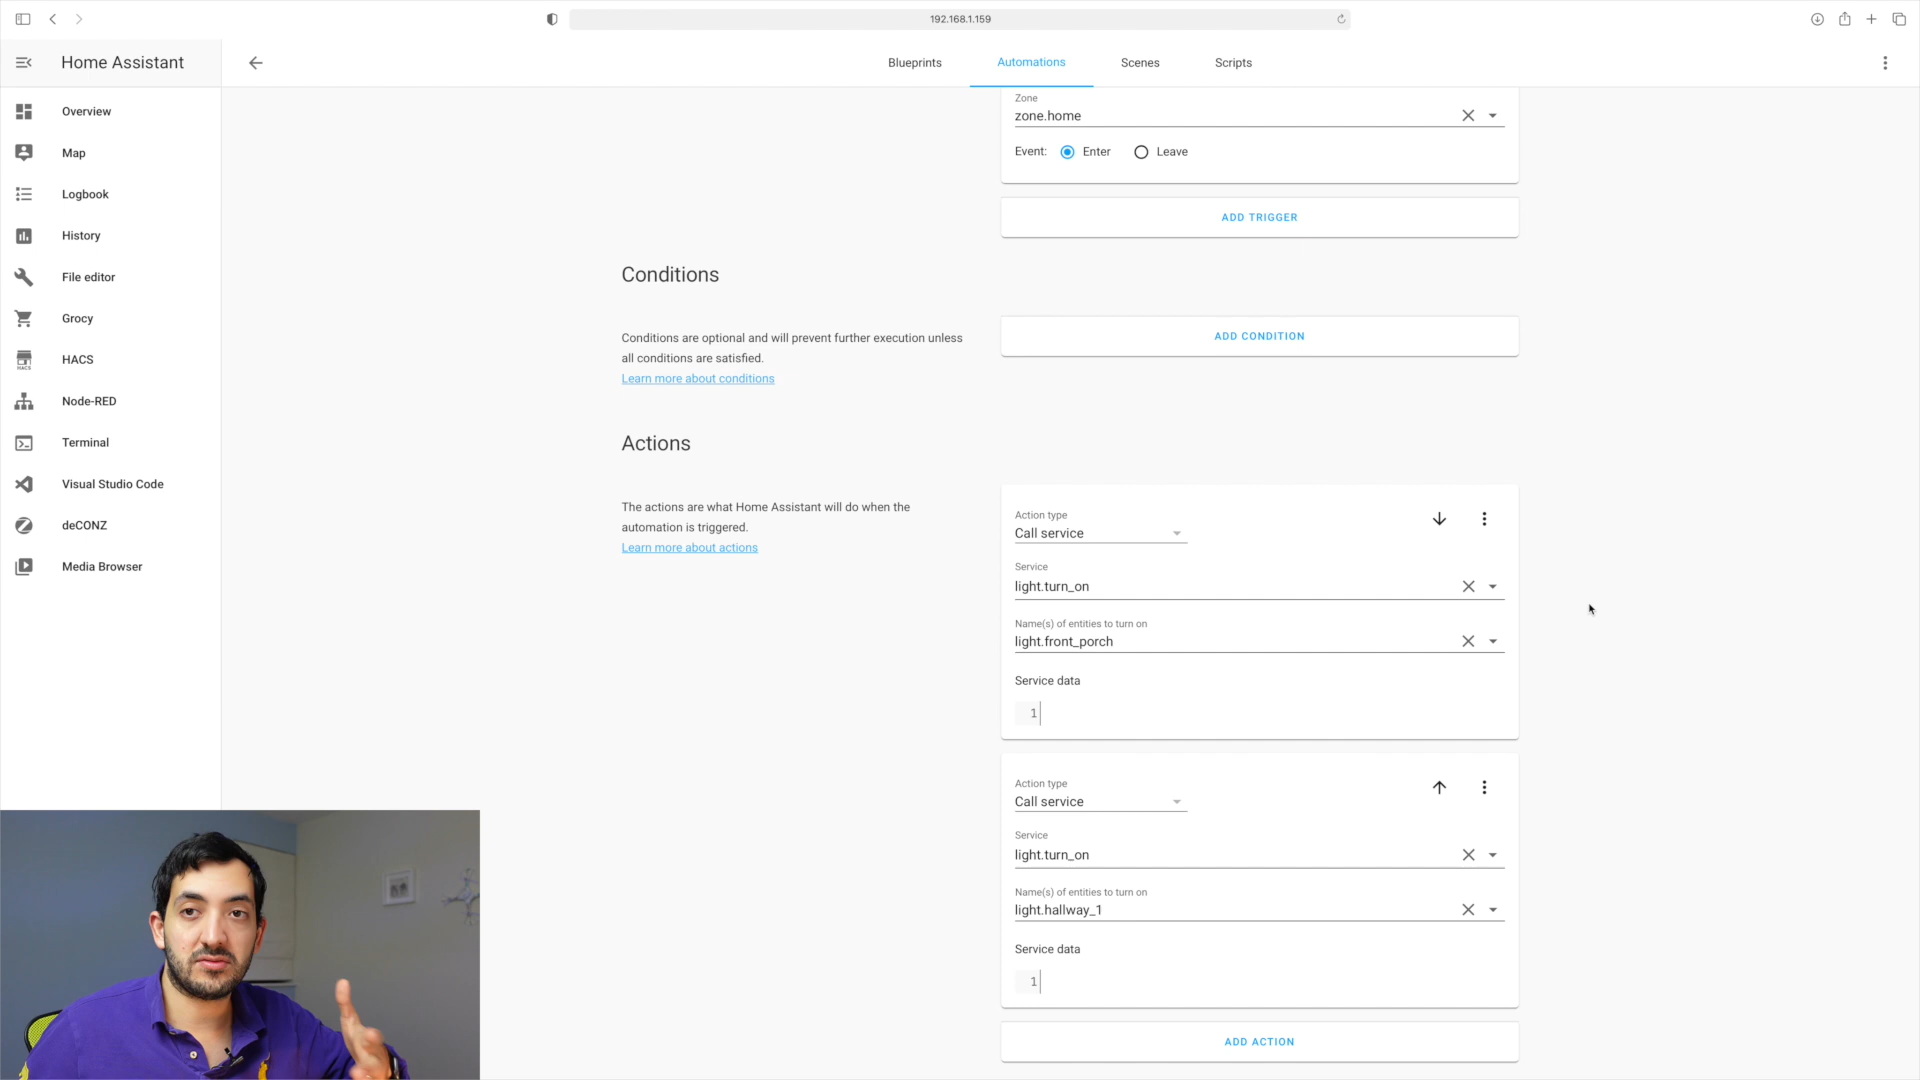 192.168.1.159
Home Assistant
Blueprints
Automations
Scenes
Scripts
Overview
Map
Logbook
History
File editor
Grocy
HACS
HACS
Node-RED
Terminal
Visual Studio Code
deCONZ
Media Browser
Zone
zone.home
Event:
Enter
Leave
ADD TRIGGER
Conditions
Conditions are optional and will prevent further execution unless
all conditions are satisfied.
Learn more about conditions
ADD CONDITION
Actions
The actions are what Home Assistant will do when the
automation is triggered.
Learn more about actions
Action type
Call service
Service
light.turn_on
Name(s) of entities to turn on
light.front_porch
Service data
1
Action type
Call service
Service
light.turn_on
Name(s) of entities to turn on
light.hallway_1
Service data
1
ADD ACTION